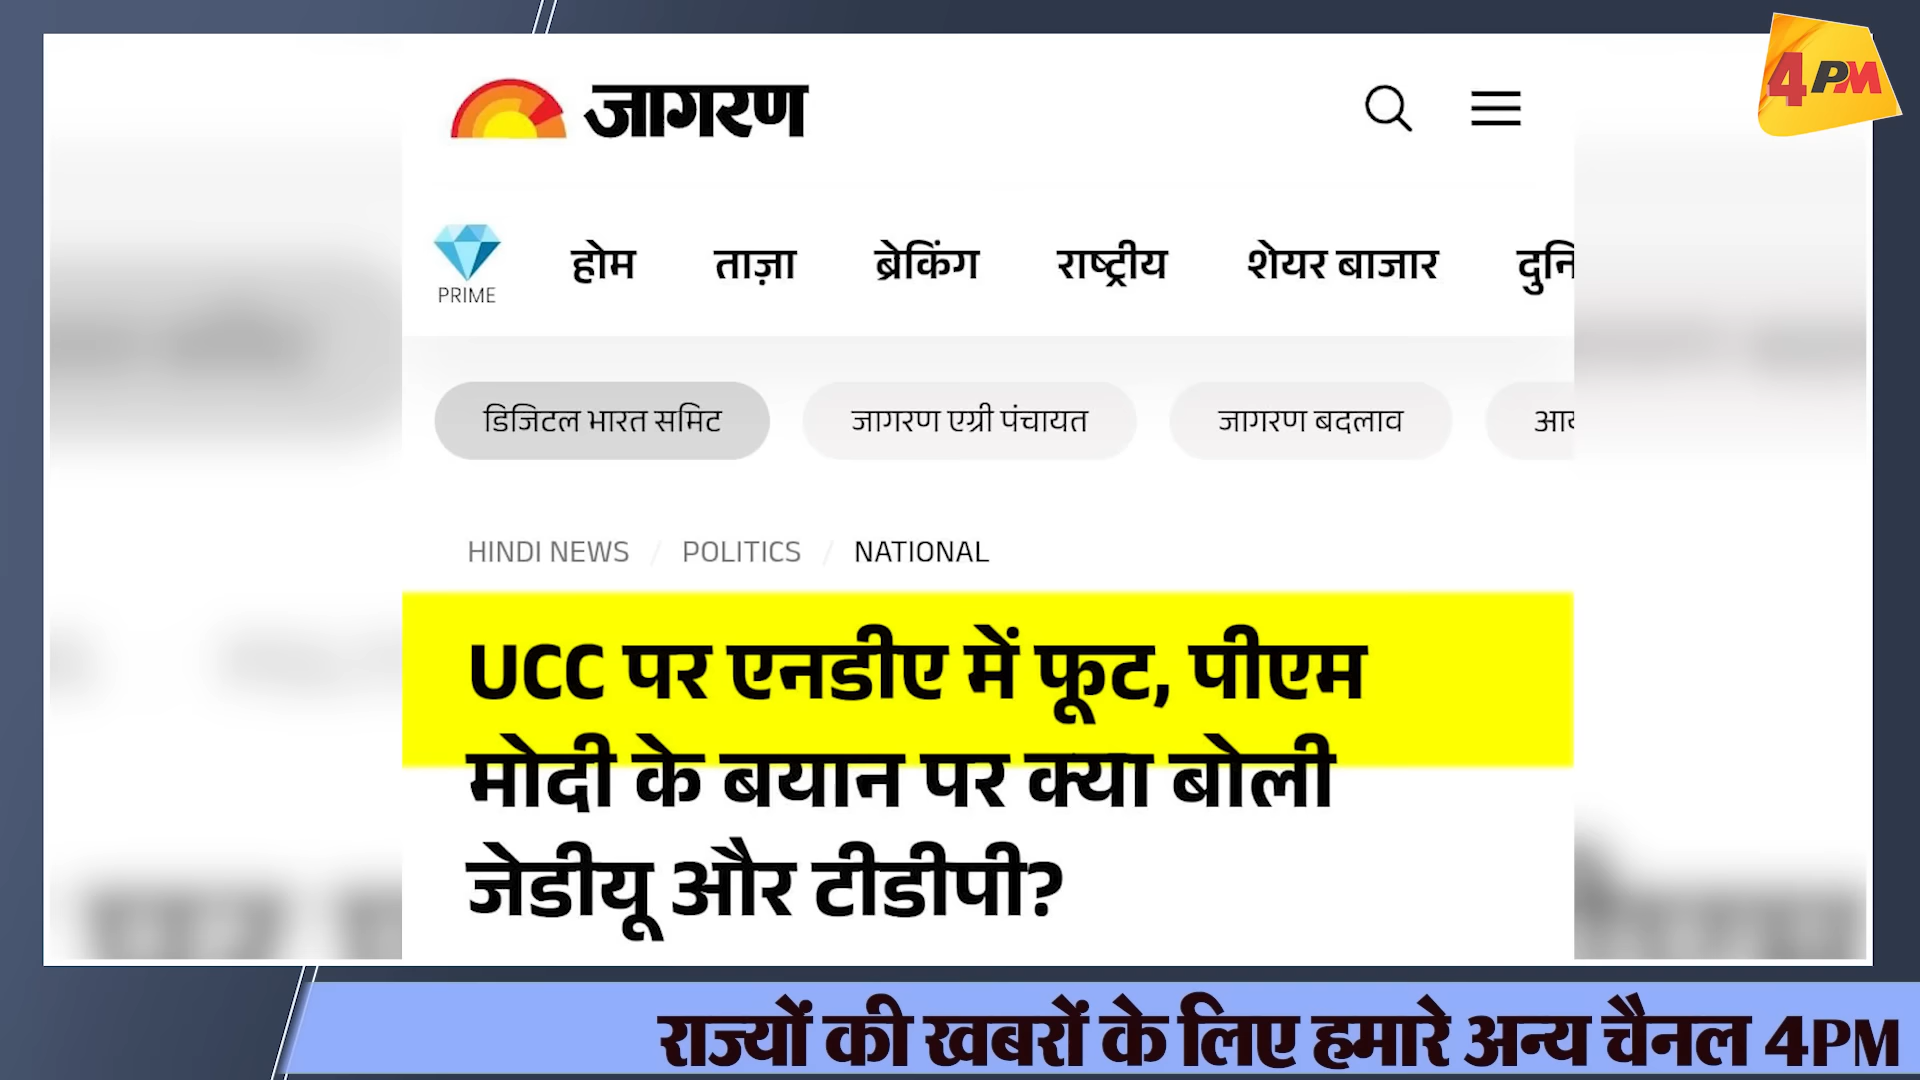 4PM
जागरण
PRIME
होम ताज़ा ब्रेकिंग राष्ट्रीय शेयर बाजार दुनि
डिजिटल भारत समिट जागरण एग्री पंचायत जागरण बदलाव
HINDI NEWS / POLITICS / NATIONAL
UCC पर एनडीए में फूट, पीएम
मोदी के बयान पर क्या बोली
जेडीयू और टीडीपी?
राज्यों की खबरों के लिए हमारे अन्य चैनल 4PM